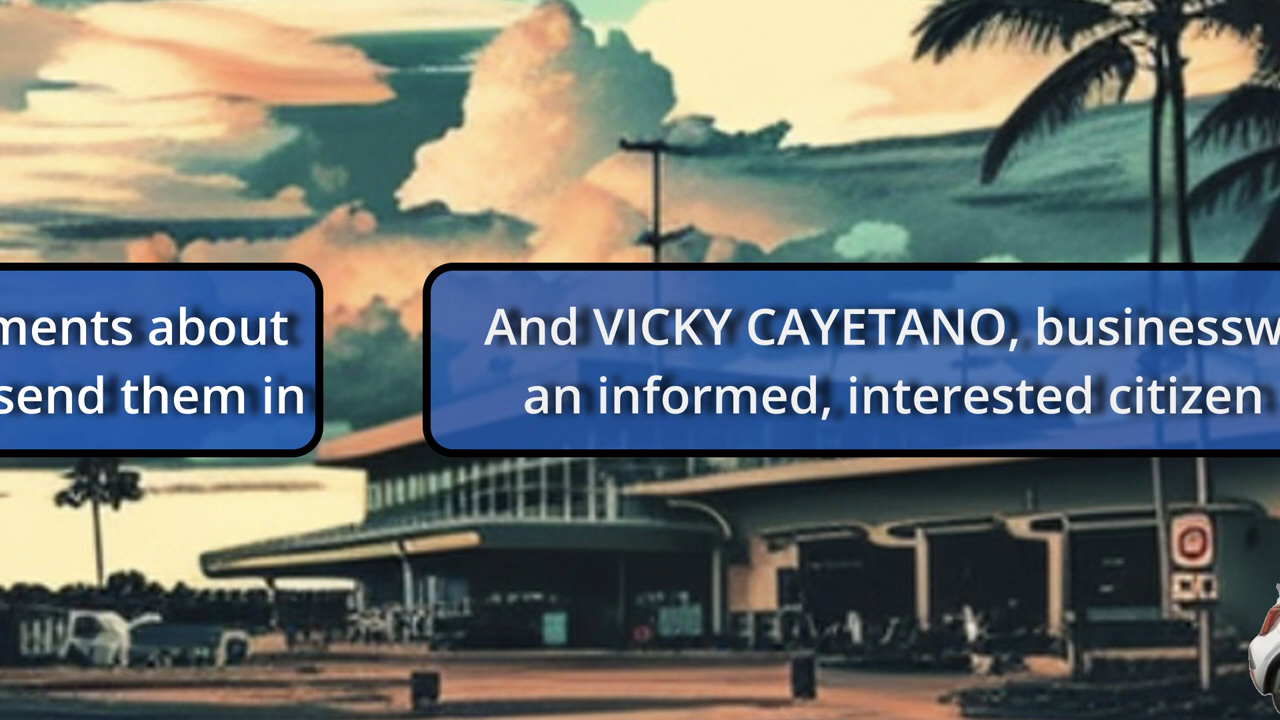 ments about
send them in
And VICKY CAYETANO, businessw
an informed, interested citizen